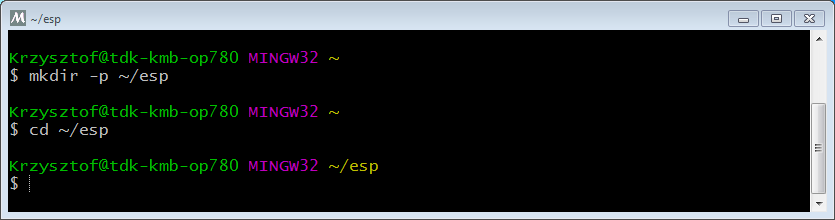 ~/esp
Krzysztof@tdk-kmb-op780 MINGW32 ~
$ mkdir -p ~/esp
Krzysztof@tdk-kmb-op780 MINGW32 ~
$ cd ~/esp
Krzysztof@tdk-kmb-op780 MINGW32 ~/esp
$